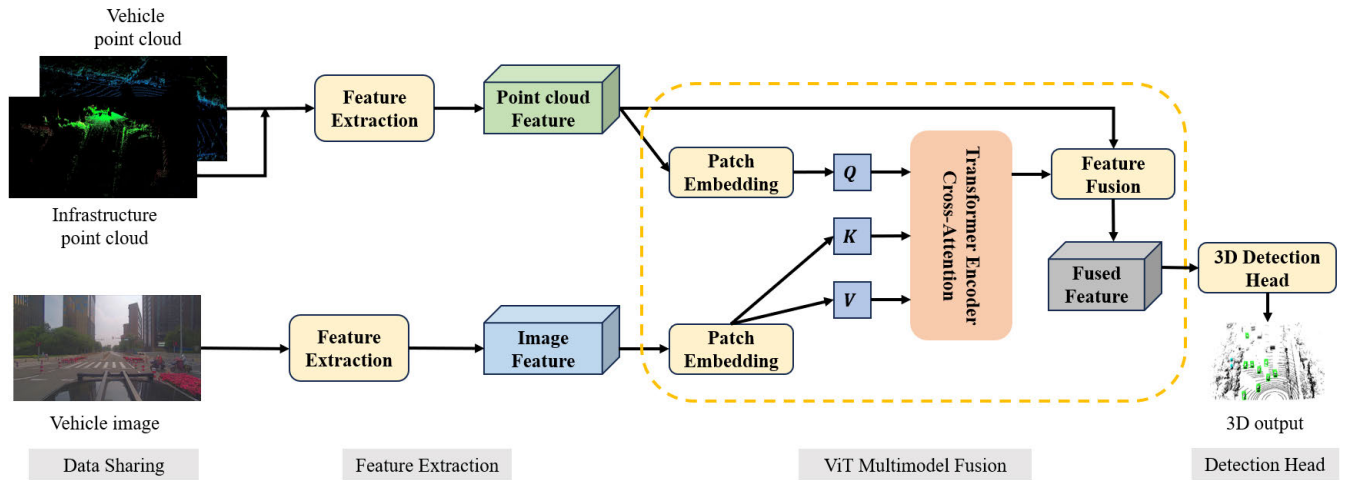 Vehicle
point cloud
Infrastructure
point cloud
Feature
Extraction
Point cloud
Feature
Patch
Embedding
Q
K
V
Transformer Encoder
Cross-Attention
Feature
Fusion
Fused
Feature
3D Detection
Head
3D output
Vehicle image
Feature
Extraction
Image
Feature
Patch
Embedding
Data Sharing
Feature Extraction
ViT Multimodel Fusion
Detection Head